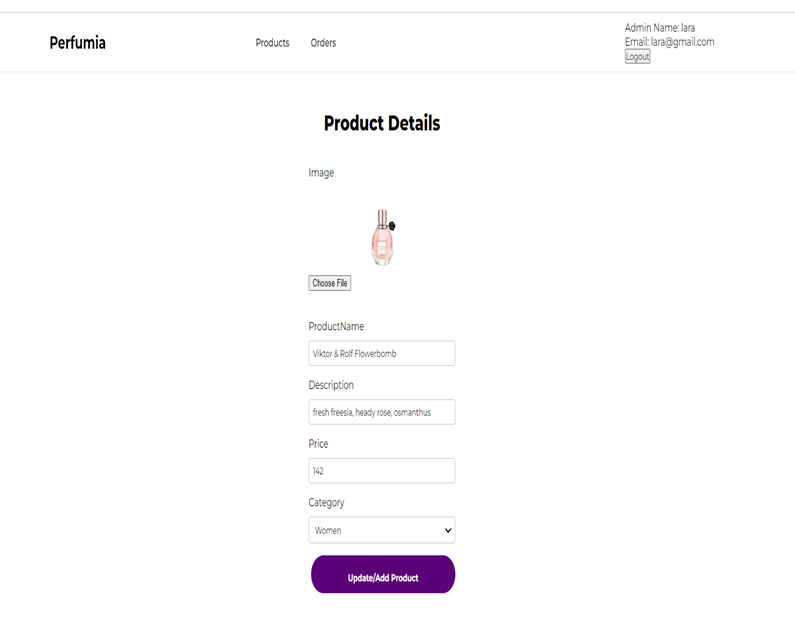 Perfumia
Products
Orders
Admin Name: lara
Email: lara@gmail.com
Logout
Product Details
Image
Choose File
ProductName
Viktor & Rolf Flowerbomb
Description
fresh freesia, heady rose, osmanthus
Price
142
Category
Women
Update/Add Product